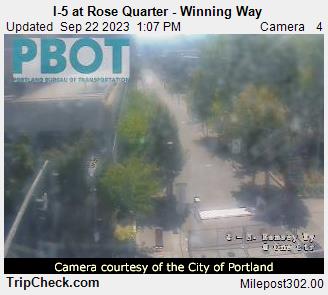 I-5 at Rose Quarter - Winning Way
Updated Sep 22 2023 1:07 PM Camera 4
PBOT
PORTLAND BUREAU OF TRANSPORTATION
Camera courtesy of the City of Portland
TripCheck.com Milepost302.00